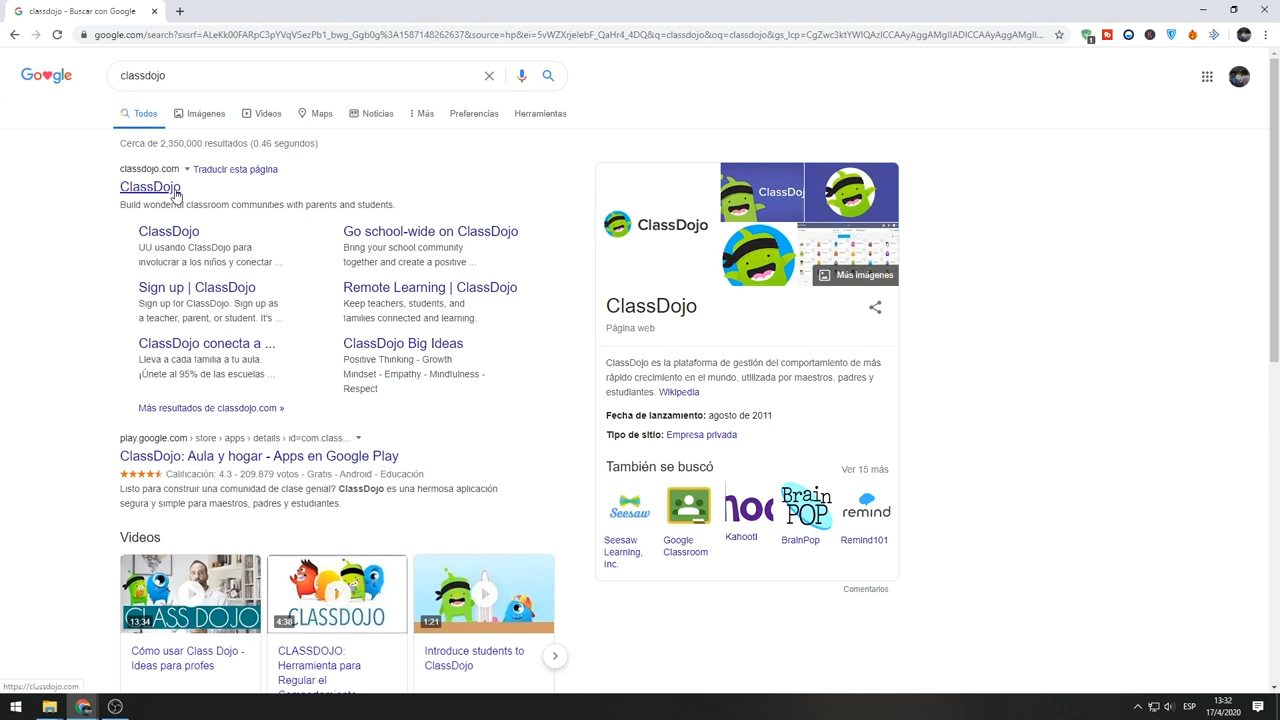 classdojo - Buscar con Google
google.com/search?sxsrf=ALeKk00FARpC3pYVqVSezPb1_bwg_Ggb0g%3A1587148262637&source=hp&ei=5vWZXrjeIebF_QaHr4_4DQ&q=classdojo&oq=classdojo&gs_lcp=CgZwc3ktYWIQAzICCAAyAggAMgIIADICCAAyAggAMgIIADICCAAyAggAMgII...
Google
classdojo
Todos
Imágenes
Videos
Maps
Noticias
Más
Preferencias
Herramientas
Cerca de 2,350,000 resultados (0.46 segundos)
classdojo.com
Traducir esta página
ClassDojo
Build wonderful classroom communities with parents and students.
ClassDojo
UU usando ClassDojo para
involucrar a los niños y conectar ...
Go school-wide on ClassDojo
Bring your school community
together and create a positive ...
Sign up | ClassDojo
Sign up for ClassDojo. Sign up as
a teacher, parent, or student. It's ...
Remote Learning | ClassDojo
Keep teachers, students, and
families connected and learning.
ClassDojo conecta a ...
Lleva a cada familia a tu aula.
¡Únete al 95% de las escuelas ...
ClassDojo Big Ideas
Positive Thinking - Growth
Mindset - Empathy - Mindfulness -
Respect
Más resultados de classdojo.com »
play.google.com › store › apps › details › id=com.class...
ClassDojo: Aula y hogar - Apps en Google Play
Calificación: 4.3 - 209.879 votos - Gratis - Android - Educación
Listo para construir una comunidad de clase genial? ClassDojo es una hermosa aplicación
segura y simple para maestros, padres y estudiantes.
Videos
CLASS DOJO
13:34
Cómo usar Class Dojo -
Ideas para profes
CLASSDOJO
4:38
CLASSDOJO:
Herramienta para
Regular el
Comportamiento
1:21
Introduce students to
ClassDojo
ClassDojo
ClassDoj
Más imágenes
ClassDojo
Página web
ClassDojo es la plataforma de gestión del comportamiento de más
rápido crecimiento en el mundo, utilizada por maestros, padres y
estudiantes. Wikipedia
Fecha de lanzamiento: agosto de 2011
Tipo de sitio: Empresa privada
También se buscó
Ver 15 más
Seesaw
Seesaw
Learning,
Inc.
Google
Classroom
Kahoot!
Brain
POP
BrainPop
remind
Remind101
Comentarios
https://classdojo.com
ESP
13:32
17/4/2020